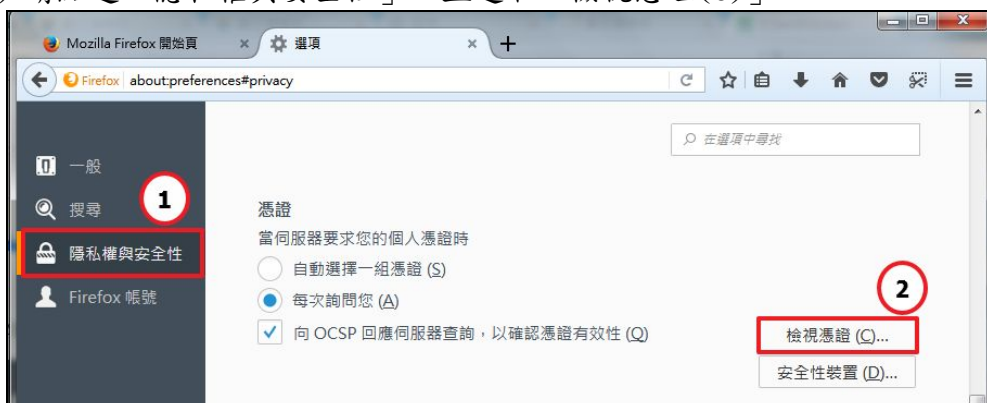 Mozilla Firefox 開始頁
選項
Firefox about:preferences#privacy
在選項中尋找
一般
搜尋
1
隱私權與安全性
Firefox 帳號
憑證
當伺服器要求您的個人憑證時
自動選擇一組憑證 (S)
每次詢問您 (A)
向 OCSP 回應伺服器查詢，以確認憑證有效性 (Q)
2
檢視憑證 (C)...
安全性裝置 (D)...